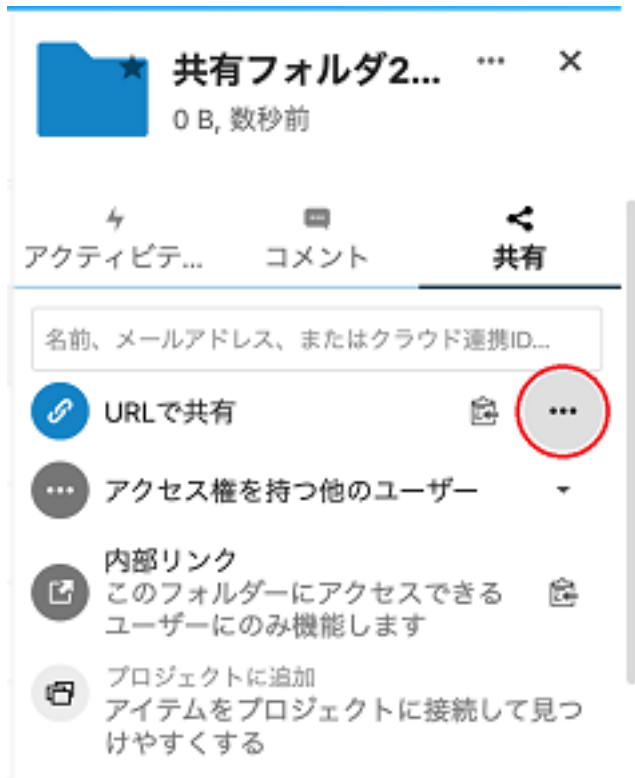 共有フォルダ2...
0 B, 数秒前
アクティビテ...
コメント
共有
名前、メールアドレス、またはクラウド連携ID...
URLで共有
アクセス権を持つ他のユーザー
内部リンク
このフォルダーにアクセスできる
ユーザーにのみ機能します
プロジェクトに追加
アイテムをプロジェクトに接続して見つ
けやすくする